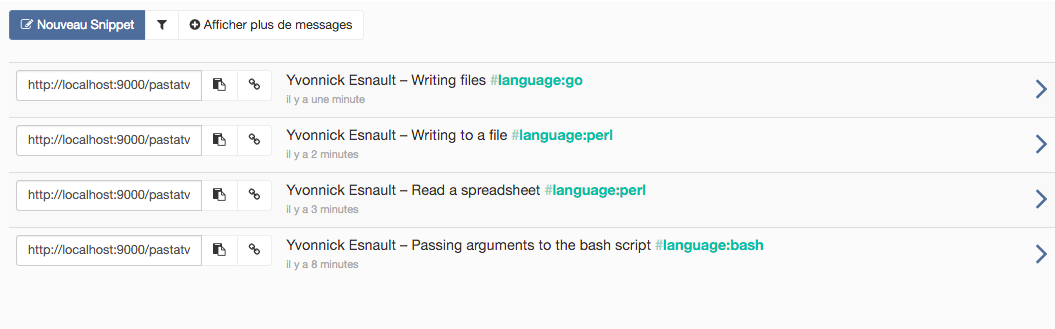 Nouveau Snippet
Afficher plus de messages
http://localhost:9000/pastatv
Yvonnick Esnault – Writing files #language:go
il y a une minute
http://localhost:9000/pastatv
Yvonnick Esnault – Writing to a file #language:perl
il y a 2 minutes
http://localhost:9000/pastatv
Yvonnick Esnault – Read a spreadsheet #language:perl
il y a 3 minutes
http://localhost:9000/pastatv
Yvonnick Esnault – Passing arguments to the bash script #language:bash
il y a 8 minutes